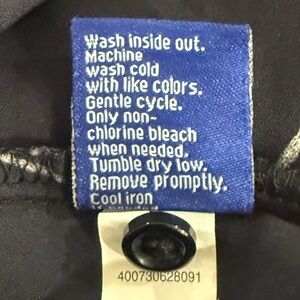 Wash inside out.
Machine
wash cold
with like colors.
Gentle cycle.
Only non-
chlorine bleach
when needed.
Tumble dry low.
Remove promptly.
Cool iron
400730628091